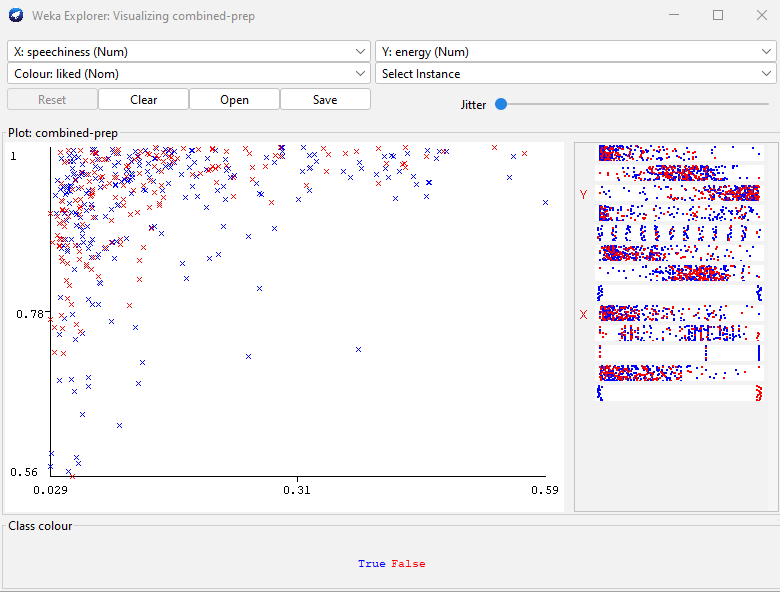 Weka Explorer: Visualizing combined-prep
X: speechiness (Num)
Y: energy (Num)
Colour: liked (Nom)
Select Instance
Reset
Clear
Open
Save
Jitter
Plot: combined-prep
1
0.78
0.56
0.029
0.31
0.59
Y
X
Class colour
True False